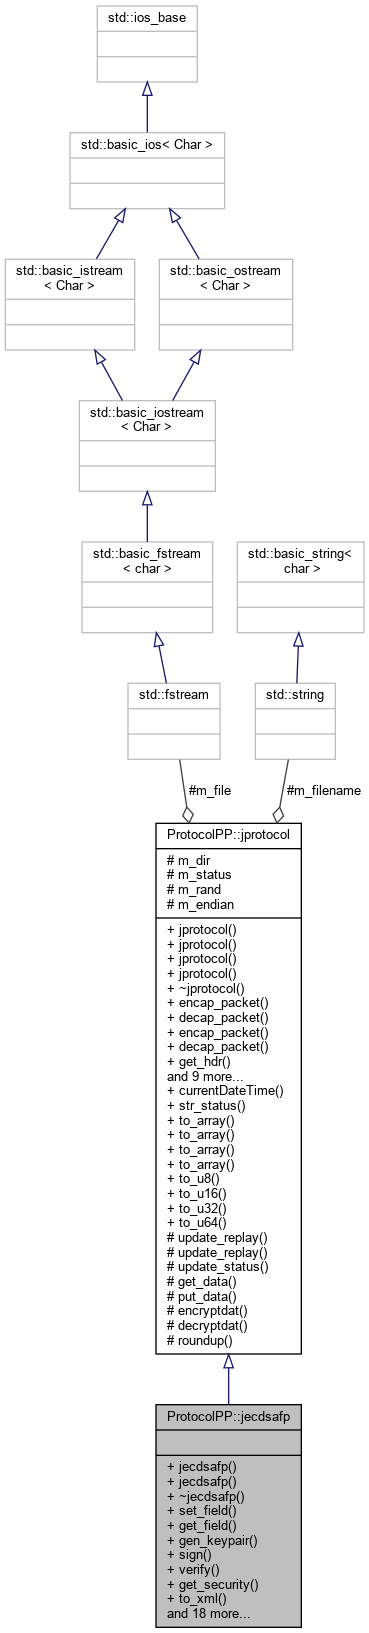 std::ios_base
std::basic_ios< Char >
std::basic_istream
< Char >
std::basic_ostream
< Char >
std::basic_iostream
< Char >
std::basic_fstream
< char >
std::basic_string<
char >
std::fstream
std::string
#m_file
#m_filename
ProtocolPP::jprotocol
# m_dir
# m_status
# m_rand
# m_endian
+ jprotocol()
+ jprotocol()
+ jprotocol()
+ jprotocol()
+ ~jprotocol()
+ encap_packet()
+ decap_packet()
+ encap_packet()
+ decap_packet()
+ get_hdr()
and 9 more...
+ currentDateTime()
+ str_status()
+ to_array()
+ to_array()
+ to_array()
+ to_array()
+ to_u8()
+ to_u16()
+ to_u32()
+ to_u64()
# update_replay()
# update_replay()
# update_status()
# get_data()
# put_data()
# encryptdat()
# decryptdat()
# roundup()
ProtocolPP::jecdsafp
+ jecdsafp()
+ jecdsafp()
+ ~jecdsafp()
+ set_field()
+ get_field()
+ gen_keypair()
+ sign()
+ verify()
+ get_security()
+ to_xml()
and 18 more...